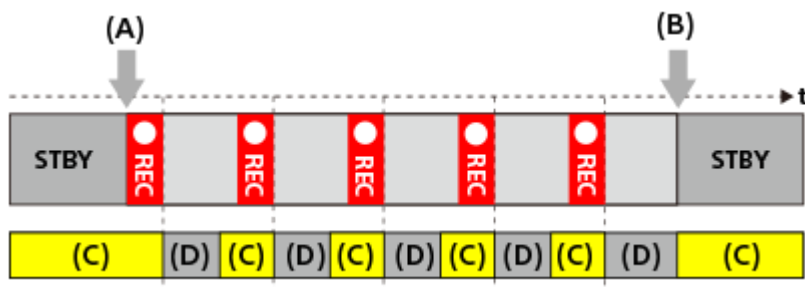 (A) (B)
t
STBY REC REC REC REC REC STBY
(C) (D) (C) (D) (C) (D) (C) (D) (C) (D) (C)